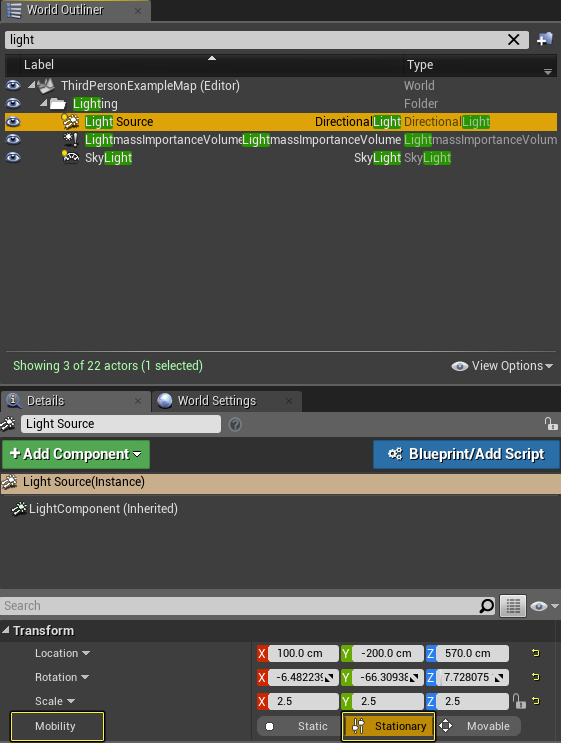 World Outliner
light
Label Type
ThirdPersonExampleMap (Editor) World
Lighting Folder
Light Source DirectionalLight DirectionalLight
LightmassImportanceVolume LightmassImportanceVolume LightmassImportanceVolum
SkyLight SkyLight SkyLight
Showing 3 of 22 actors (1 selected)
View Options
Details World Settings
Light Source
+ Add Component Blueprint/Add Script
Light Source(Instance)
LightComponent (Inherited)
Search
Transform
Location X 100.0 cm Y -200.0 cm Z 570.0 cm
Rotation X -6.48223 Y -66.3093 Z 7.728075
Scale X 2.5 Y 2.5 Z 2.5
Mobility Static Stationary Movable